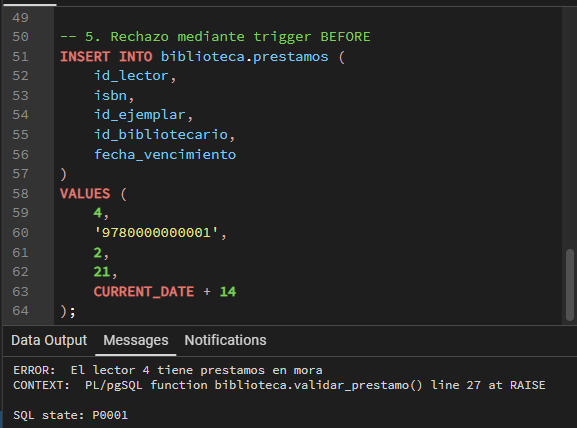 49
50 -- 5. Rechazo mediante trigger BEFORE
51 INSERT INTO biblioteca.prestamos (
52 id_lector,
53 isbn,
54 id_ejemplar,
55 id_bibliotecario,
56 fecha_vencimiento
57 )
58 VALUES (
59 4,
60 '9780000000001',
61 2,
62 21,
63 CURRENT_DATE + 14
64 );
Data Output Messages Notifications
ERROR:  El lector 4 tiene prestamos en mora
CONTEXT:  PL/pgSQL function biblioteca.validar_prestamo() line 27 at RAISE
SQL state: P0001